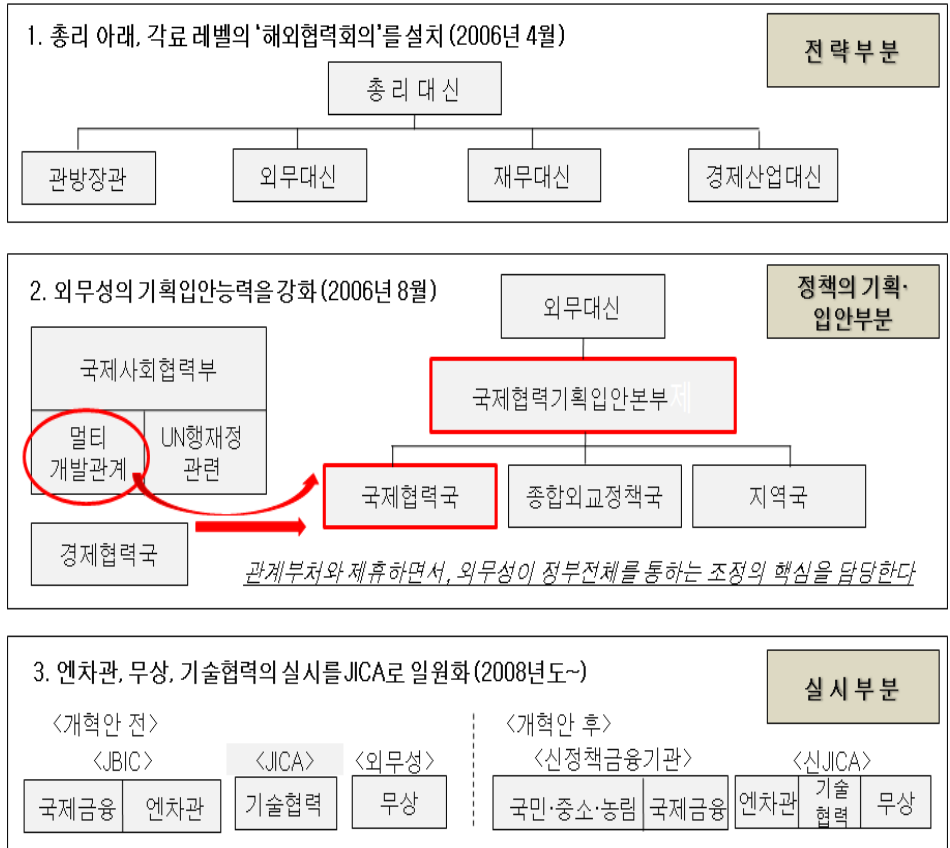 1. 총리 아래, 각료 레벨의 '해외협력회의'를 설치 (2006년 4월)
전략부분
총리대신
관방장관
외무대신
재무대신
경제산업대신
2. 외무성의 기획입안능력을 강화 (2006년 8월)
정책의 기획·
입안부분
외무대신
국제사회협력부
국제협력기획입안본부제
멀티
개발관계
UN행재정
관련
국제협력국
종합외교정책국
지역국
경제협력국
관계부처와 제휴하면서, 외무성이 정부전체를 통하는 조정의 핵심을 담당한다
3. 엔차관, 무상, 기술협력의 실시를 JICA로 일원화 (2008년도~)
실시부분
<개혁안 전>
<개혁안 후>
<JBIC>
<JICA>
<외무성>
<신정책금융기관>
<신JICA>
국제금융
엔차관
기술협력
무상
국민·중소·농림
국제금융
엔차관
기술
협력
무상